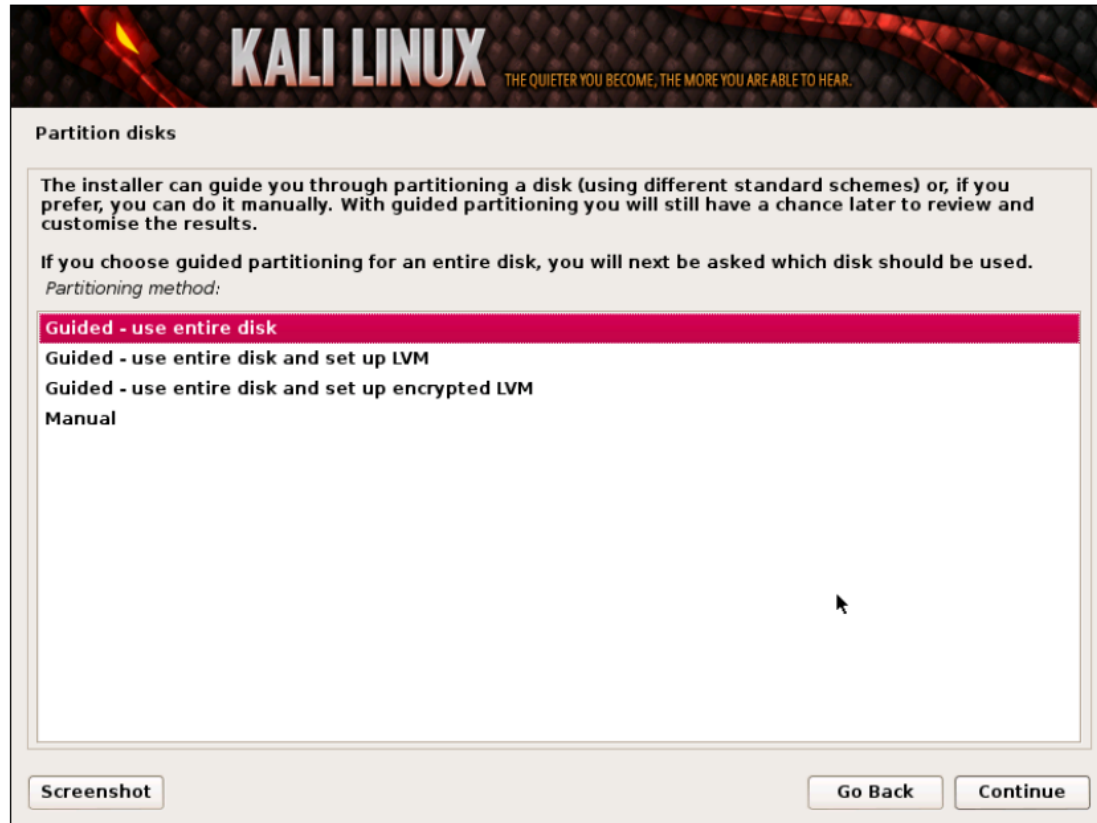 KALI LINUX
THE QUIETER YOU BECOME, THE MORE YOU ARE ABLE TO HEAR.
Partition disks
The installer can guide you through partitioning a disk (using different standard schemes) or, if you
prefer, you can do it manually. With guided partitioning you will still have a chance later to review and
customise the results.
If you choose guided partitioning for an entire disk, you will next be asked which disk should be used.
Partitioning method:
Guided - use entire disk
Guided - use entire disk and set up LVM
Guided - use entire disk and set up encrypted LVM
Manual
Screenshot
Go Back
Continue